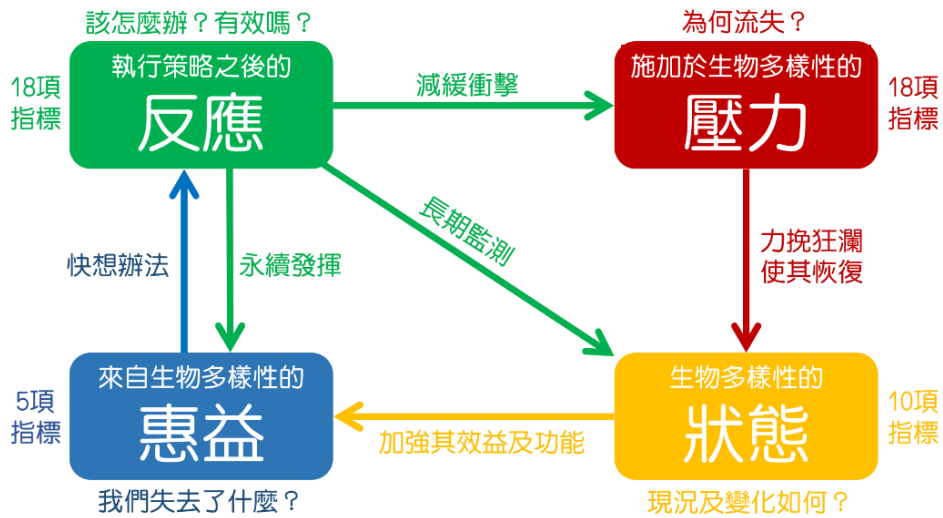 該怎麼辦？有效嗎？
執行策略之後的
反應
18項
指標
減緩衝擊
為何流失？
施加於生物多樣性的
壓力
18項
指標
快想辦法
永續發揮
長期監測
力挽狂瀾
使其恢復
5項
指標
來自生物多樣性的
惠益
我們失去了什麼？
加強其效益及功能
生物多樣性的
狀態
10項
指標
現況及變化如何？